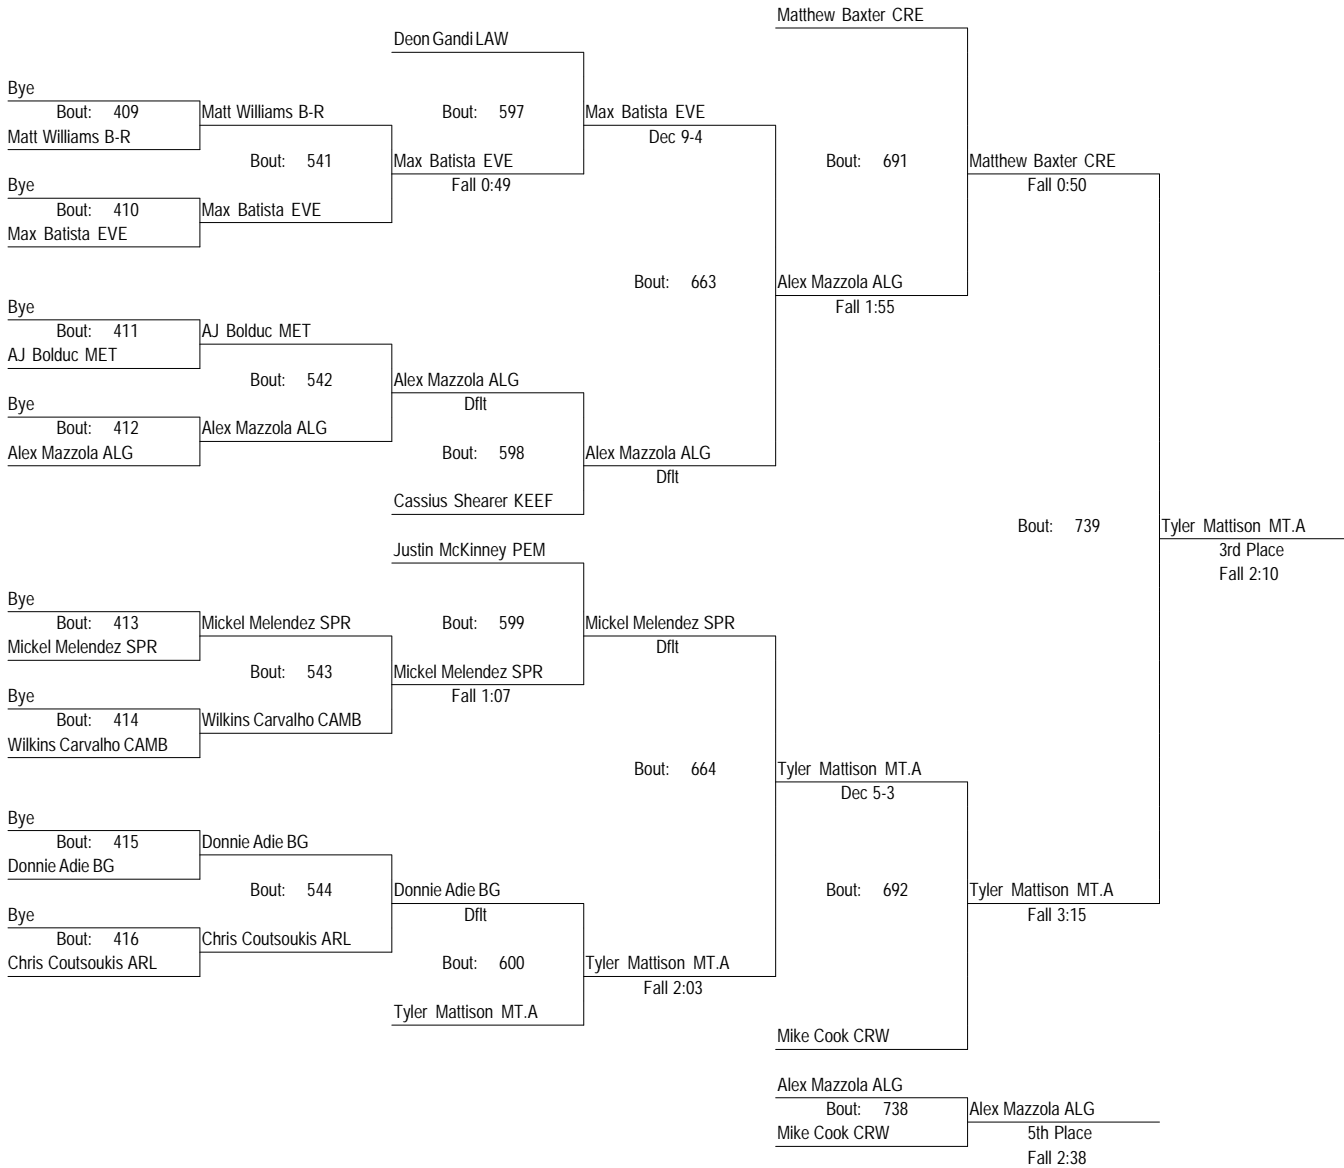 Matthew Baxter CRE
Deon Gandi LAW
Bye
Bout: 409 Matt Williams B-R Bout: 597 Max Batista EVE
Matt Williams B-R Dec 9-4
Bout: 541 Max Batista EVE Bout: 691 Matthew Baxter CRE
Bye Fall 0:49 Fall 0:50
Bout: 410 Max Batista EVE
Max Batista EVE
Bout: 663 Alex Mazzola ALG
Bye Fall 1:55
Bout: 411 AJ Bolduc MET
AJ Bolduc MET
Bout: 542 Alex Mazzola ALG
Bye Dflt
Bout: 412 Alex Mazzola ALG
Alex Mazzola ALG Bout: 598 Alex Mazzola ALG
Dflt
Cassius Shearer KEEF
Bout: 739 Tyler Mattison MT.A
Justin McKinney PEM 3rd Place
Fall 2:10
Bye
Bout: 413 Mickel Melendez SPR Bout: 599 Mickel Melendez SPR
Mickel Melendez SPR Dflt
Bout: 543 Mickel Melendez SPR
Bye Fall 1:07
Bout: 414 Wilkins Carvalho CAMB
Wilkins Carvalho CAMB
Bout: 664 Tyler Mattison MT.A
Dec 5-3
Bye
Bout: 415 Donnie Adie BG
Donnie Adie BG
Bout: 544 Donnie Adie BG Bout: 692 Tyler Mattison MT.A
Bye Dflt Fall 3:15
Bout: 416 Chris Coutsoukis ARL
Chris Coutsoukis ARL Bout: 600 Tyler Mattison MT.A
Fall 2:03
Tyler Mattison MT.A
Mike Cook CRW
Alex Mazzola ALG
Bout: 738 Alex Mazzola ALG
Mike Cook CRW 5th Place
Fall 2:38